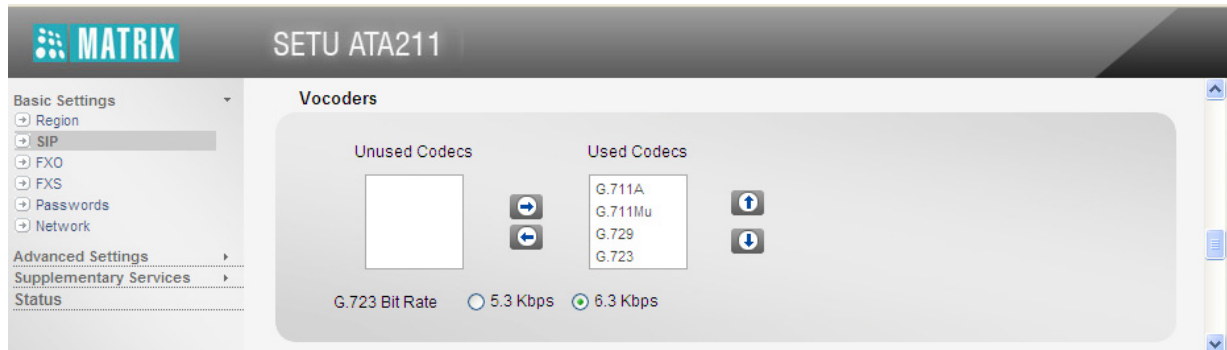 MATRIX
SETU ATA211
Basic Settings
Region
SIP
FXO
FXS
Passwords
Network
Advanced Settings
Supplementary Services
Status
Vocoders
Unused Codecs
Used Codecs
G.711A
G.711Mu
G.729
G.723
G.723 Bit Rate 5.3 Kbps 6.3 Kbps